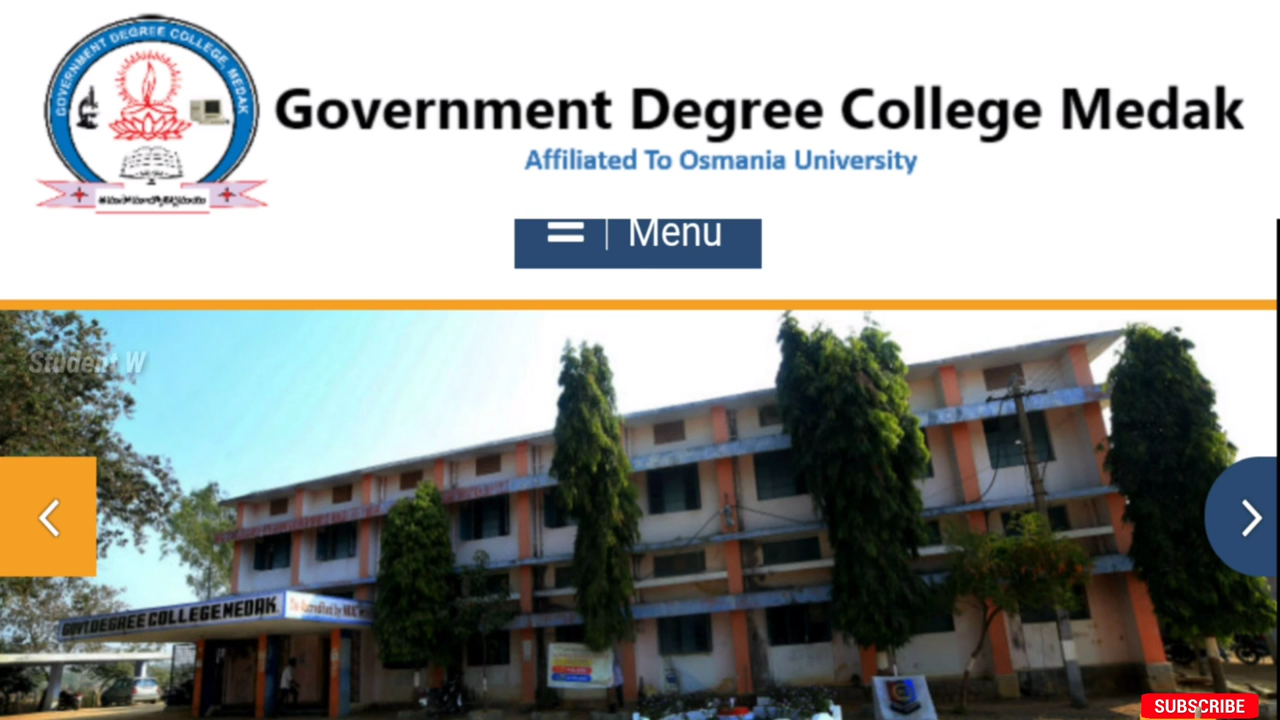 GOVERNMENT DEGREE COLLEGE, MEDAK
Government Degree College Medak
Affiliated To Osmania University
Menu
Student W
GOVT.DEGREE COLLEGE MEDAK
SUBSCRIBE